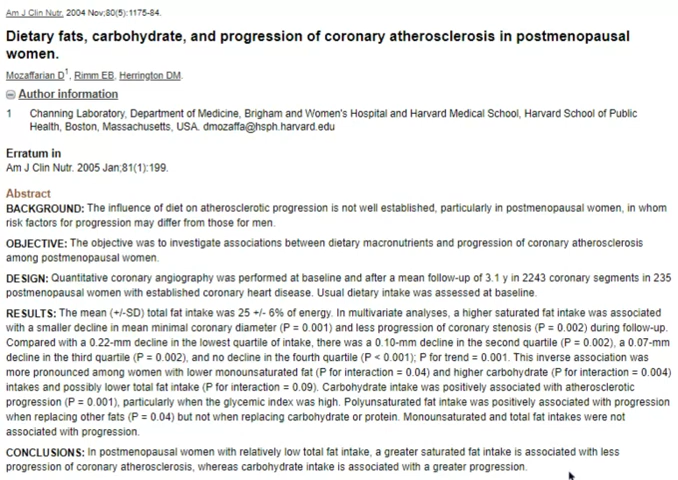 Am J Clin Nutr. 2004 Nov;80(5):1175-84.
Dietary fats, carbohydrate, and progression of coronary atherosclerosis in postmenopausal
women.
Mozaffarian D1, Rimm EB, Herrington DM.
Author information
1 Channing Laboratory, Department of Medicine, Brigham and Women's Hospital and Harvard Medical School, Harvard School of Public
Health, Boston, Massachusetts, USA. dmozaffa@hsph.harvard.edu
Erratum in
Am J Clin Nutr. 2005 Jan;81(1):199.
Abstract
BACKGROUND: The influence of diet on atherosclerotic progression is not well established, particularly in postmenopausal women, in whom
risk factors for progression may differ from those for men.
OBJECTIVE: The objective was to investigate associations between dietary macronutrients and progression of coronary atherosclerosis
among postmenopausal women.
DESIGN: Quantitative coronary angiography was performed at baseline and after a mean follow-up of 3.1 y in 2243 coronary segments in 235
postmenopausal women with established coronary heart disease. Usual dietary intake was assessed at baseline.
RESULTS: The mean (+/-SD) total fat intake was 25 +/- 6% of energy. In multivariate analyses, a higher saturated fat intake was associated
with a smaller decline in mean minimal coronary diameter (P = 0.001) and less progression of coronary stenosis (P = 0.002) during follow-up.
Compared with a 0.22-mm decline in the lowest quartile of intake, there was a 0.10-mm decline in the second quartile (P = 0.002), a 0.07-mm
decline in the third quartile (P = 0.002), and no decline in the fourth quartile (P < 0.001); P for trend = 0.001. This inverse association was
more pronounced among women with lower monounsaturated fat (P for interaction = 0.04) and higher carbohydrate (P for interaction = 0.004)
intakes and possibly lower total fat intake (P for interaction = 0.09). Carbohydrate intake was positively associated with atherosclerotic
progression (P = 0.001), particularly when the glycemic index was high. Polyunsaturated fat intake was positively associated with progression
when replacing other fats (P = 0.04) but not when replacing carbohydrate or protein. Monounsaturated and total fat intakes were not
associated with progression.
CONCLUSIONS: In postmenopausal women with relatively low total fat intake, a greater saturated fat intake is associated with less
progression of coronary atherosclerosis, whereas carbohydrate intake is associated with a greater progression.